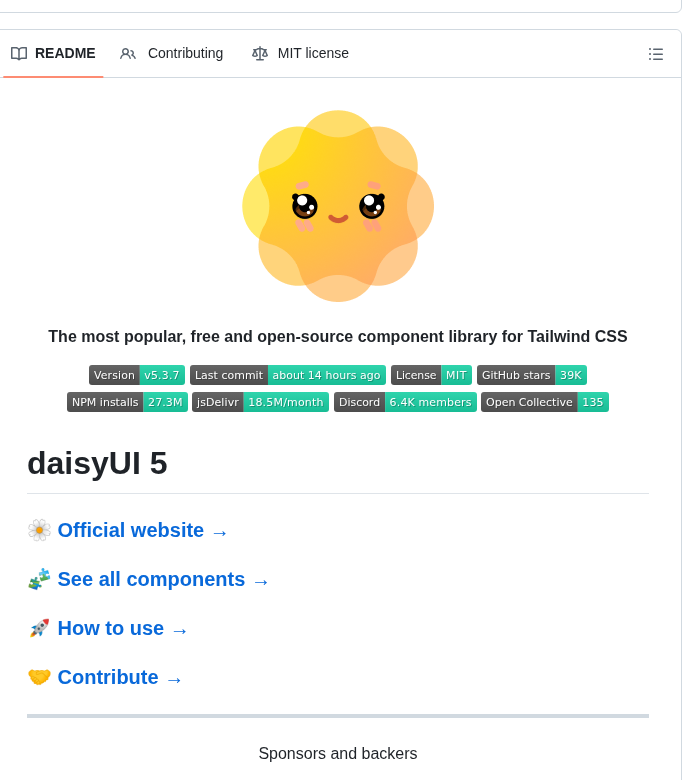 README Contributing MIT license
The most popular, free and open-source component library for Tailwind CSS
Version v5.3.7 Last commit about 14 hours ago License MIT GitHub stars 39K
NPM installs 27.3M jsDelivr 18.5M/month Discord 6.4K members Open Collective 135
daisyUI 5
Official website →
See all components →
How to use →
Contribute →
Sponsors and backers